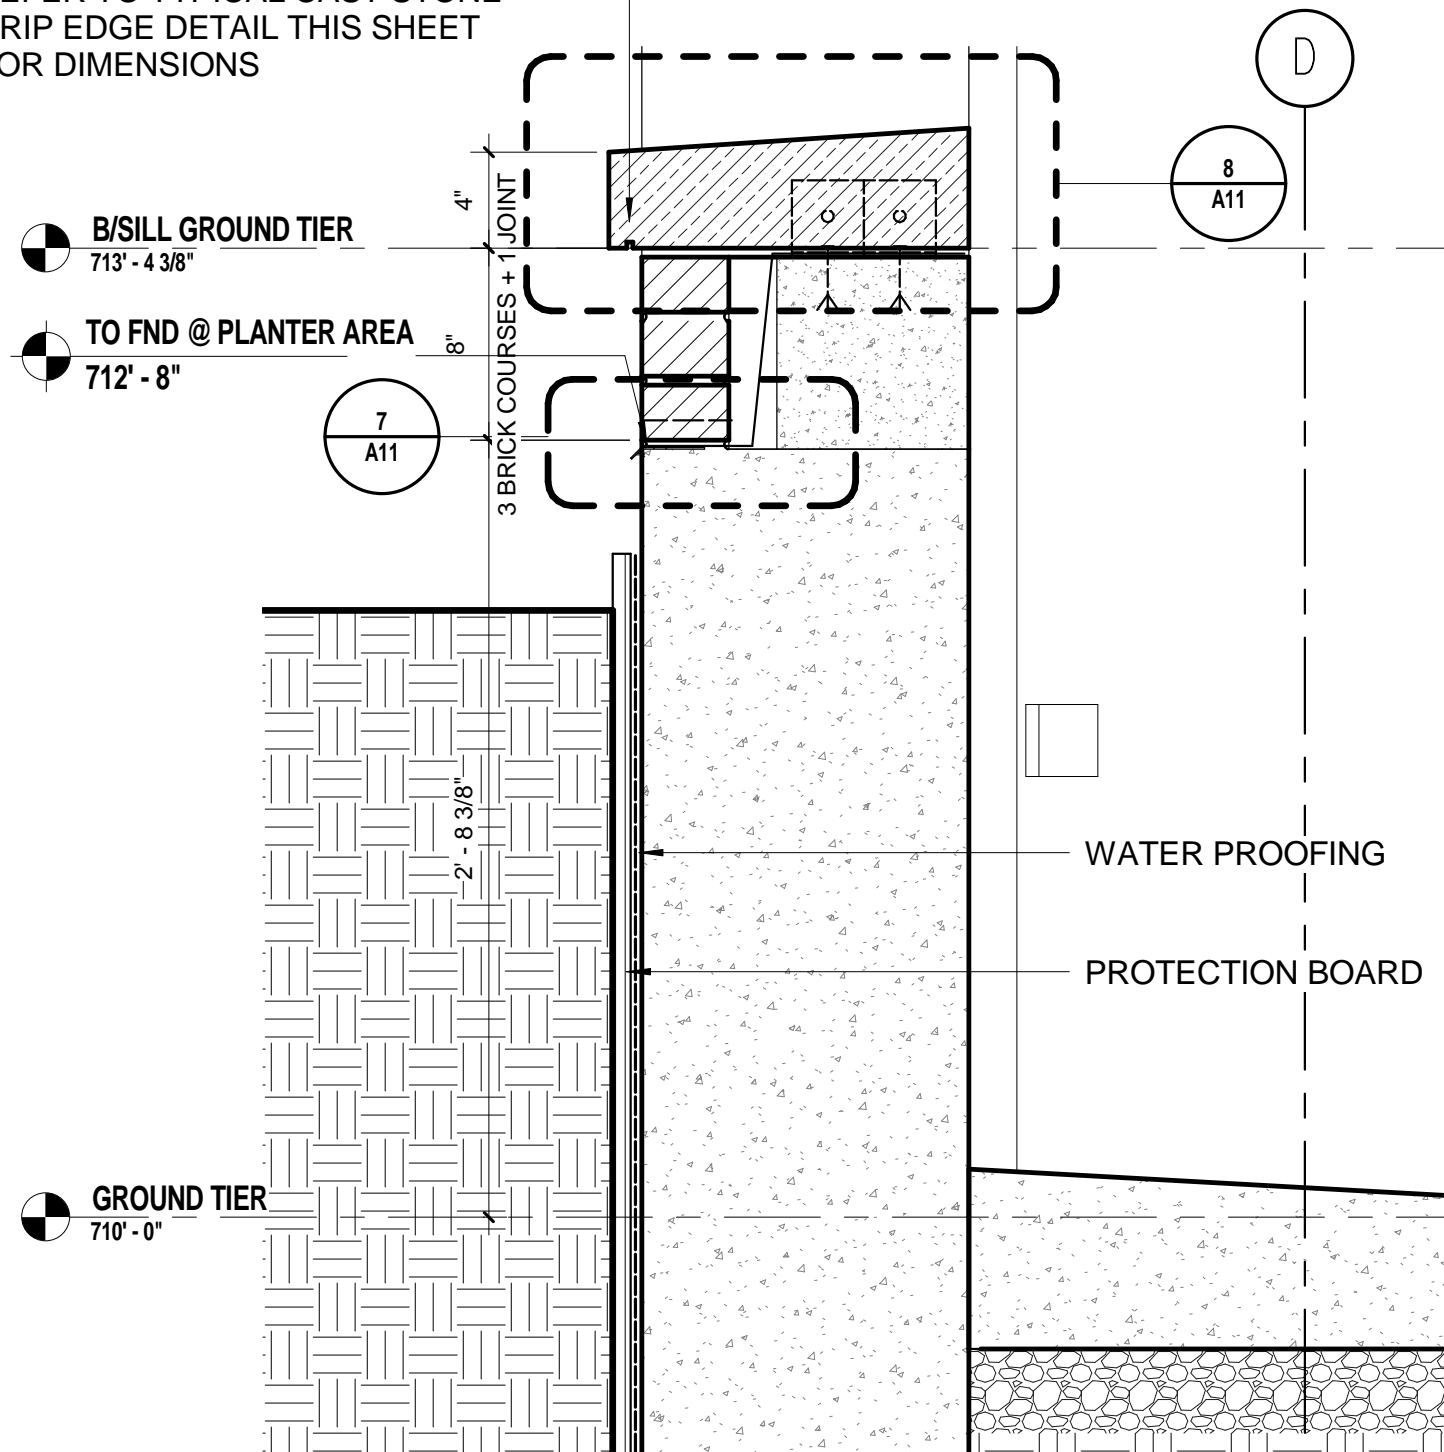 RIP EDGE DETAIL THIS SHEET
OR DIMENSIONS
D
8
A11
4"
B/SILL GROUND TIER
713' - 4 3/8"
TO FND @ PLANTER AREA
712' - 8"
8"
3 BRICK COURSES + 1 JOINT
7
A11
2' - 8 3/8"
WATER PROOFING
PROTECTION BOARD
GROUND TIER
710' - 0"